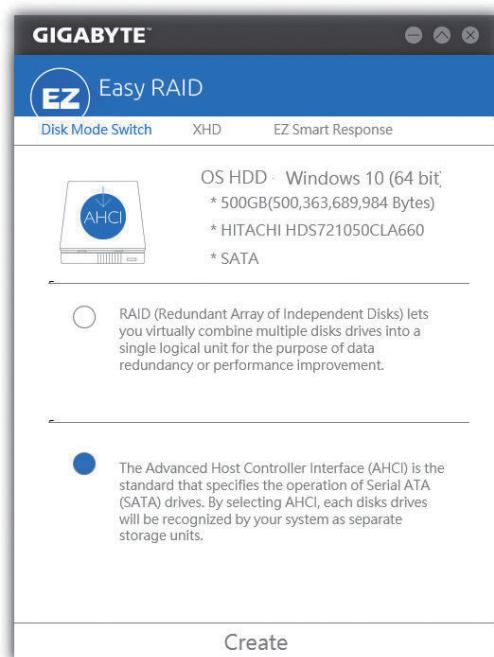 GIGABYTE™
EZ Easy RAID
Disk Mode Switch XHD EZ Smart Response
AHCI
OS HDD - Windows 10 (64 bit)
* 500GB(500,363,689,984 Bytes)
* HITACHI HDS721050CLA660
* SATA
RAID (Redundant Array of Independent Disks) lets
you virtually combine multiple disks drives into a
single logical unit for the purpose of data
redundancy or performance improvement.
The Advanced Host Controller Interface (AHCI) is the
standard that specifies the operation of Serial ATA
(SATA) drives. By selecting AHCI, each disks drives
will be recognized by your system as separate
storage units.
Create